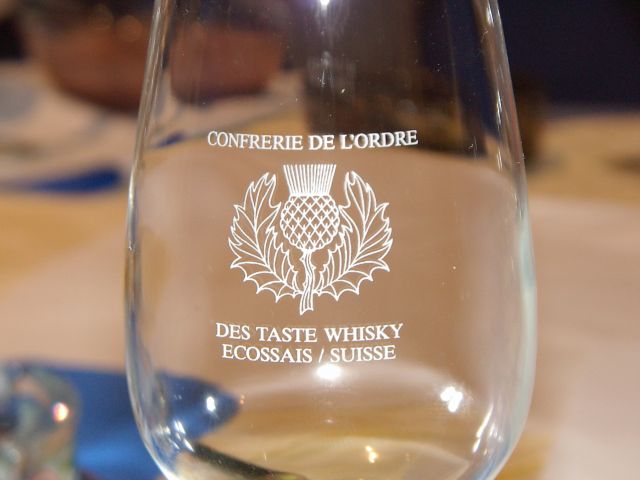 CONFRERIE DE L'ORDRE
DES TASTE WHISKY
ECOSSAIS / SUISSE